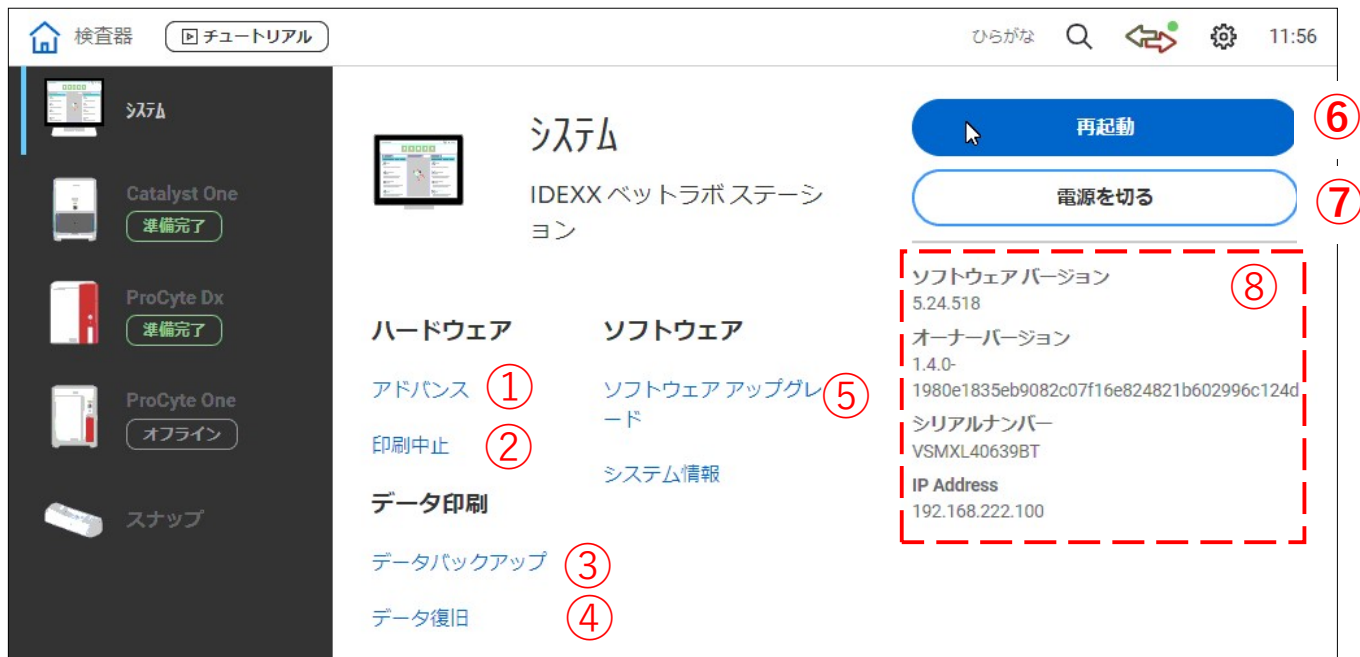 検査器
チュートリアル
ひらがな
11:56
システム
Catalyst One
準備完了
ProCyte Dx
準備完了
ProCyte One
オフライン
スナップ
システム
IDEXX ベットラボ ステーシ
ョン
ハードウェア
アドバンス ①
印刷中止 ②
データ印刷
データバックアップ ③
データ復旧 ④
ソフトウェア
ソフトウェア アップグレ
ード ⑤
システム情報
再起動 ⑥
電源を切る ⑦
⑧
ソフトウェア バージョン
5.24.518
オーナーバージョン
1.4.0-
1980e1835eb9082c07f16e824821b602996c124d
シリアルナンバー
VSMXL40639BT
IP Address
192.168.222.100